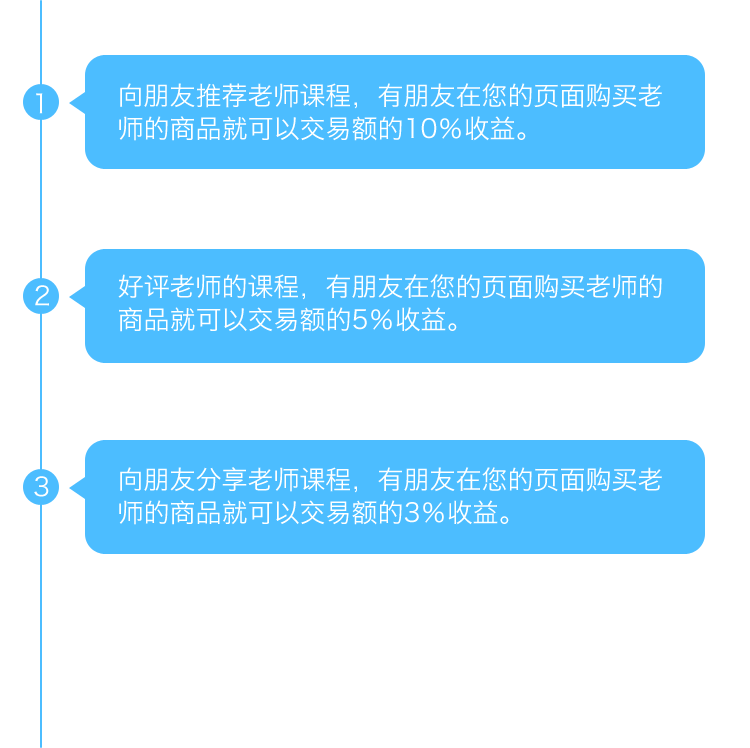 1
向朋友推荐老师课程，有朋友在您的页面购买老
师的商品就可以交易额的10%收益。
2
好评老师的课程，有朋友在您的页面购买老师的
商品就可以交易额的5%收益。
3
向朋友分享老师课程，有朋友在您的页面购买老
师的商品就可以交易额的3%收益。